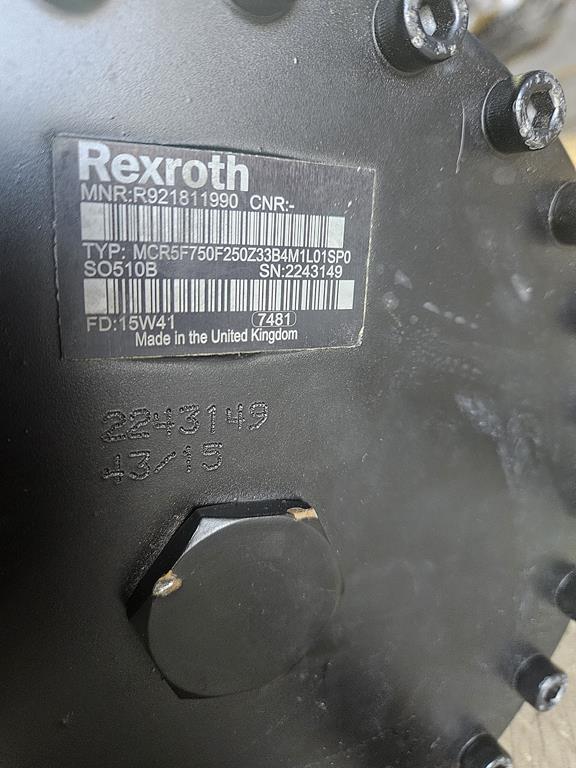 Rexroth
MNR:R921811990 CNR:-
TYP: MCR5F750F250Z33B4M1L01SP0
SO510B SN:2243149
FD:15W41 7481
Made in the United Kingdom
2243149
43/15